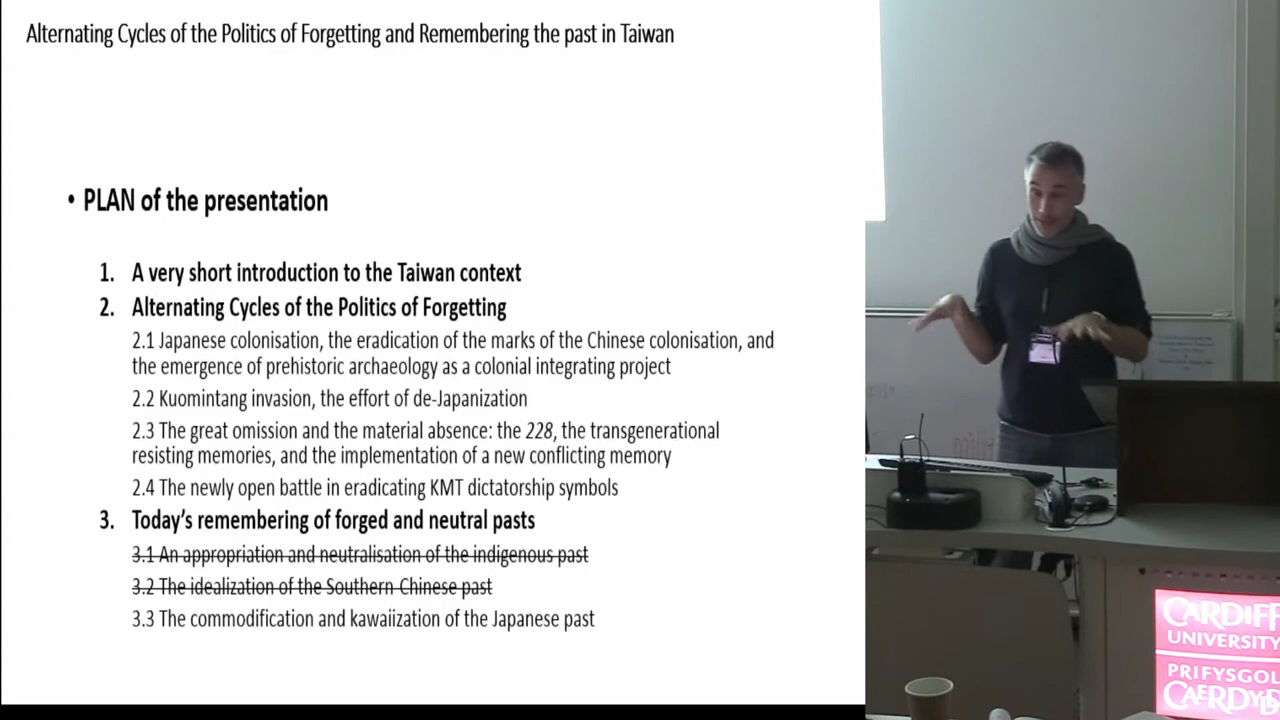 Alternating Cycles of the Politics of Forgetting and Remembering the past in Taiwan
• PLAN of the presentation
1. A very short introduction to the Taiwan context
2. Alternating Cycles of the Politics of Forgetting
2.1 Japanese colonisation, the eradication of the marks of the Chinese colonisation, and
the emergence of prehistoric archaeology as a colonial integrating project
2.2 Kuomintang invasion, the effort of de-Japanization
2.3 The great omission and the material absence: the 228, the transgenerational
resisting memories, and the implementation of a new conflicting memory
2.4 The newly open battle in eradicating KMT dictatorship symbols
3. Today's remembering of forged and neutral pasts
3.1 An appropriation and neutralisation of the indigenous past
3.2 The idealization of the Southern Chinese past
3.3 The commodification and kawaiization of the Japanese past
CARDIFF
UNIVERSITY
PRIFYSGOL
CAERDYD